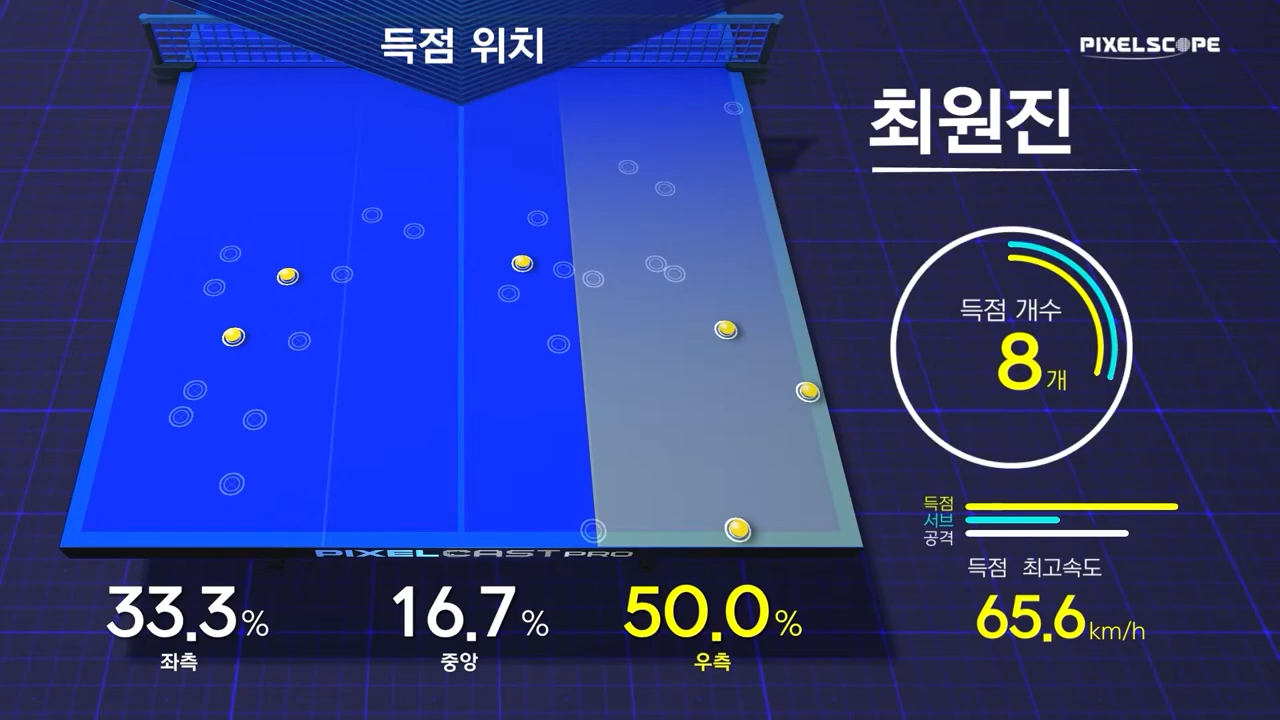 득점 위치
PIXELSCOPE
최원진
득점 개수
8개
득점
서브
공격
득점 최고속도
65.6km/h
PIXELCASTPRO
33.3%
좌측
16.7%
중앙
50.0%
우측